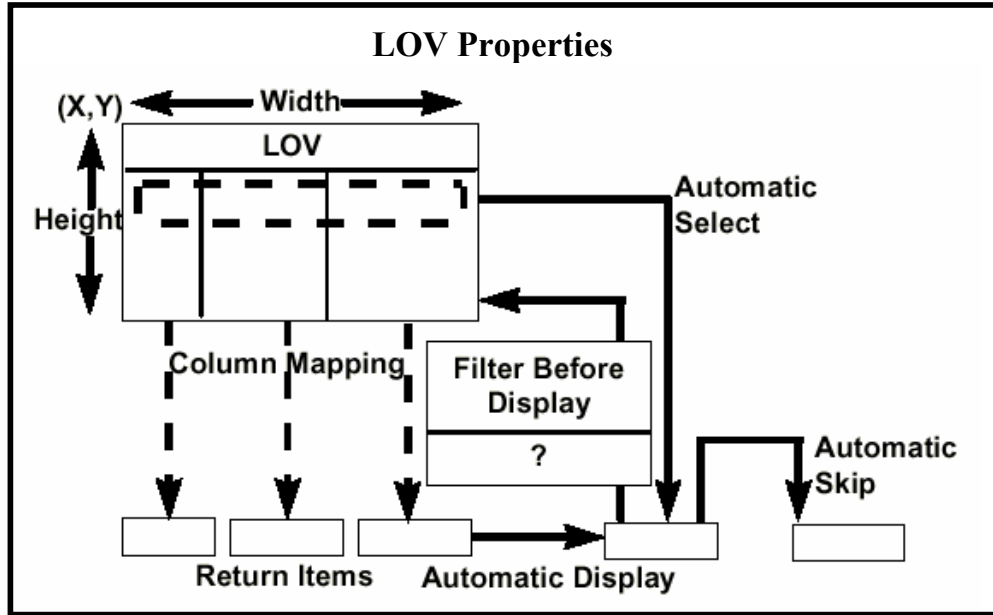 LOV Properties
(X,Y)
Width
LOV
Automatic
Select
Height
Column Mapping
Filter Before
Display
?
Automatic
Skip
Return Items
Automatic Display